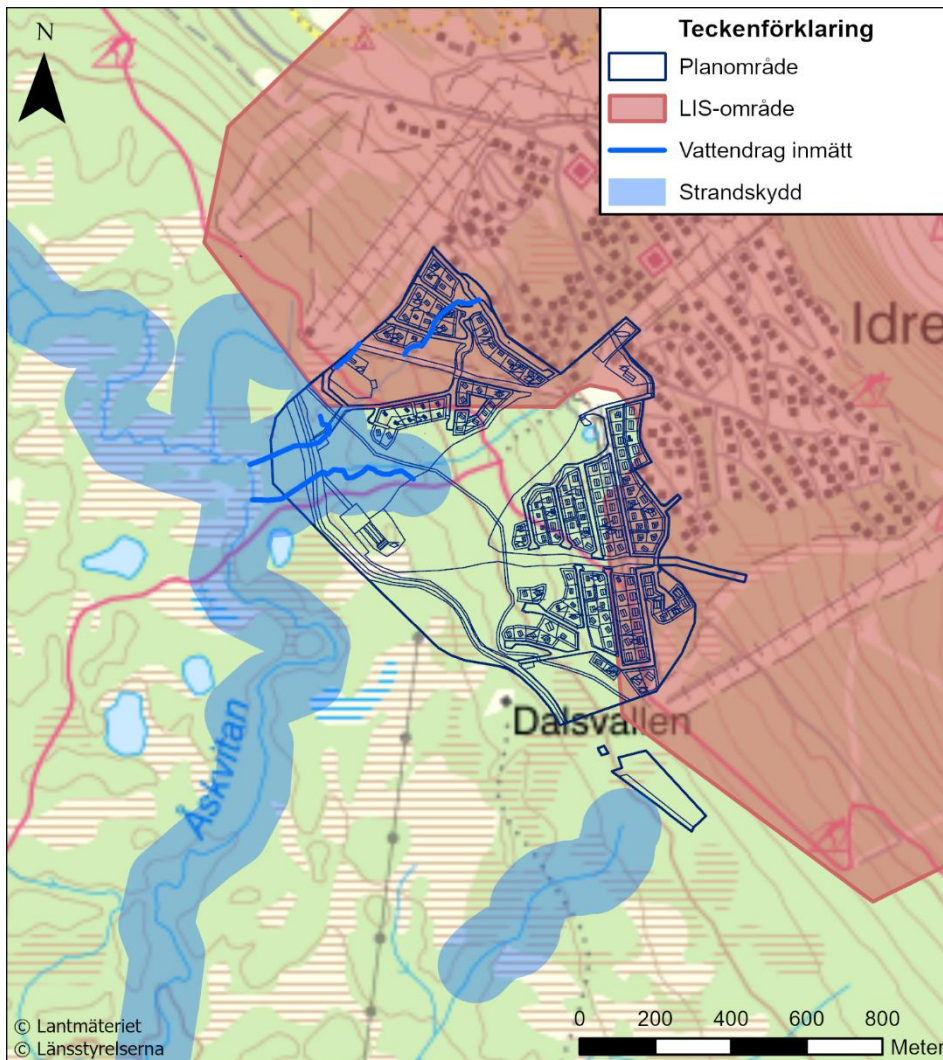 N
Teckenförklaring
Planområde
LIS-område
Vattendrag inmätt
Strandskydd
Idre
Dalsvallen
Åskvitan
0 200 400 600 800
Meter
© Lantmäteriet
© Länsstyrelserna